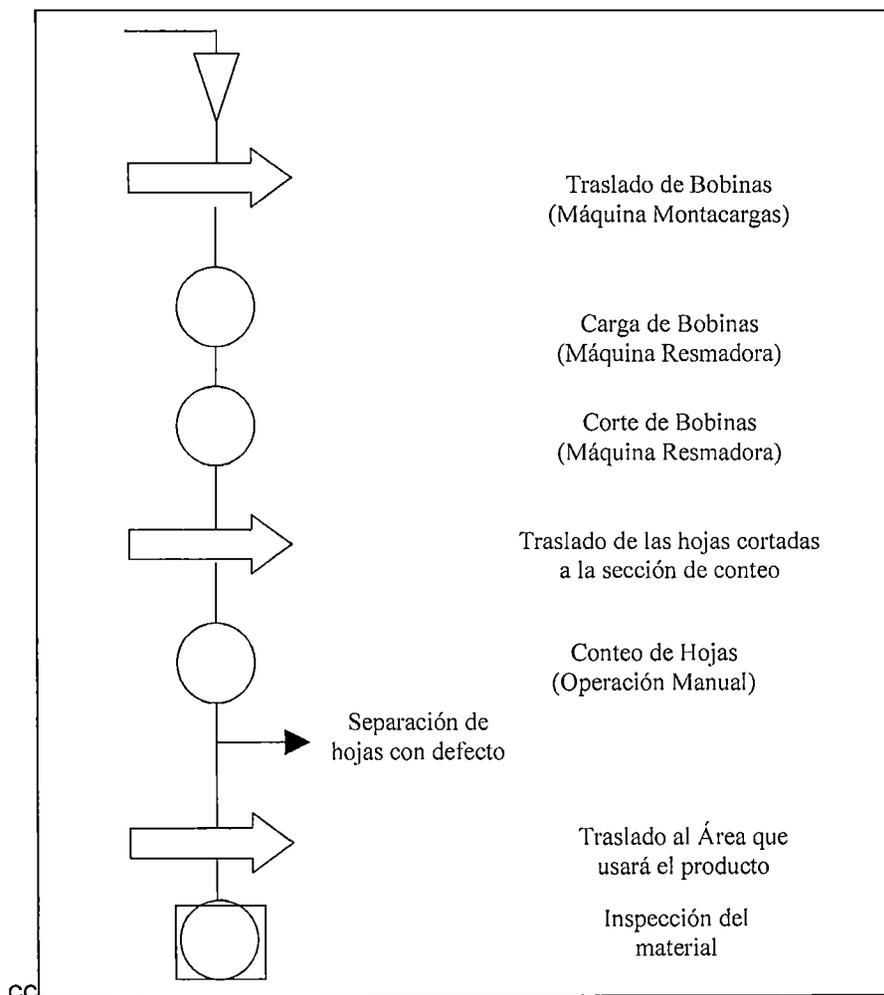 Traslado de Bobinas
(Máquina Montacargas)
Carga de Bobinas
(Máquina Resmadora)
Corte de Bobinas
(Máquina Resmadora)
Traslado de las hojas cortadas
a la sección de conteo
Conteo de Hojas
(Operación Manual)
Separación de
hojas con defecto
Traslado al Área que
usará el producto
Inspección del
material
cc